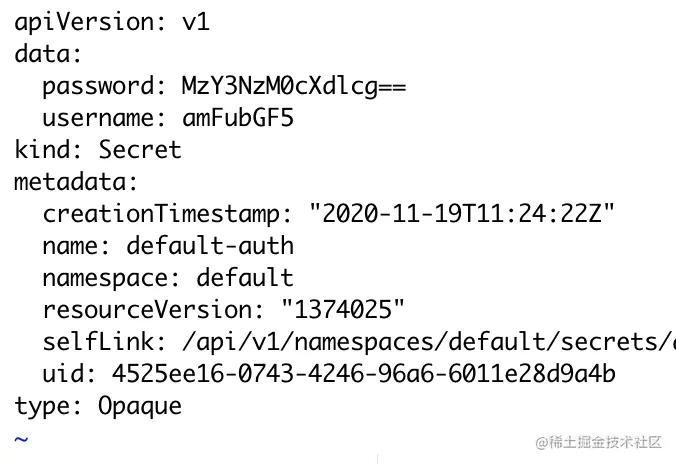 apiVersion: v1
data:
  password: MzY3NzM0cXdlcg==
  username: amFubGF5
kind: Secret
metadata:
  creationTimestamp: "2020-11-19T11:24:22Z"
  name: default-auth
  namespace: default
  resourceVersion: "1374025"
  selfLink: /api/v1/namespaces/default/secrets/
  uid: 4525ee16-0743-4246-96a6-6011e28d9a4b
type: Opaque
~
@稀土掘金技术社区